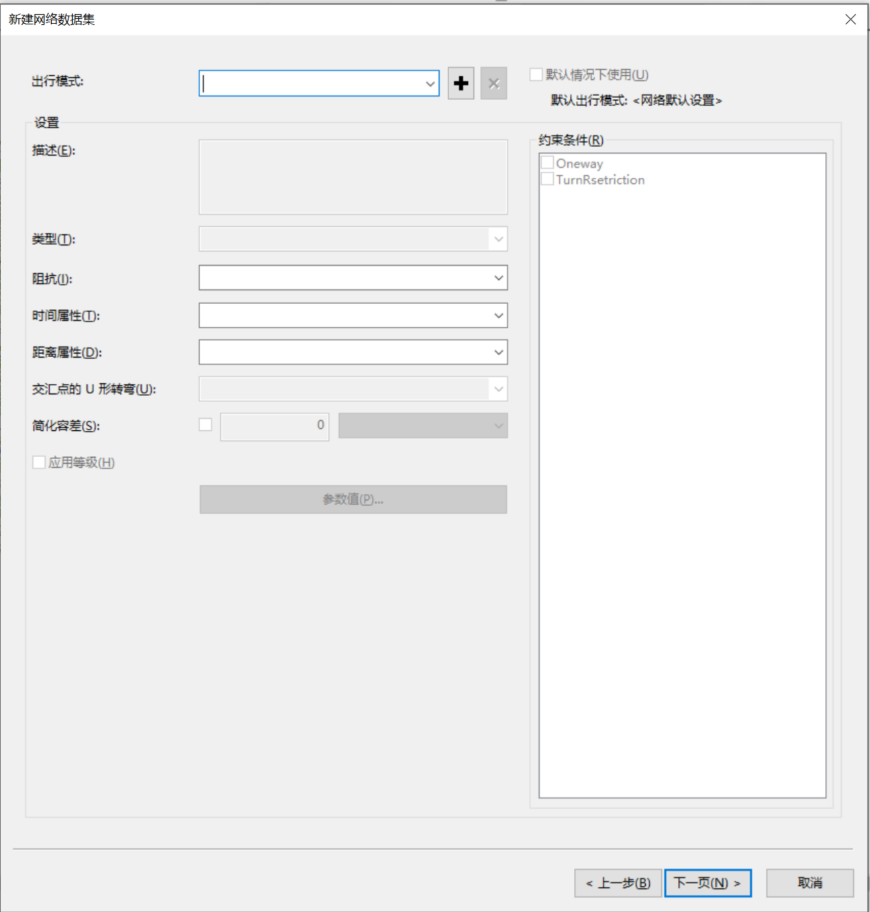 新建网络数据集
出行模式:
默认情况下使用(U)
默认出行模式: <网络默认设置>
设置
描述(E):
类型(T):
阻抗(I):
时间属性(T):
距离属性(D):
交汇点的 U 形转弯(U):
简化容差(S):
0
应用等级(H)
参数值(P)...
约束条件(R)
Oneway
TurnRsetriction
< 上一步(B)
下一页(N) >
取消